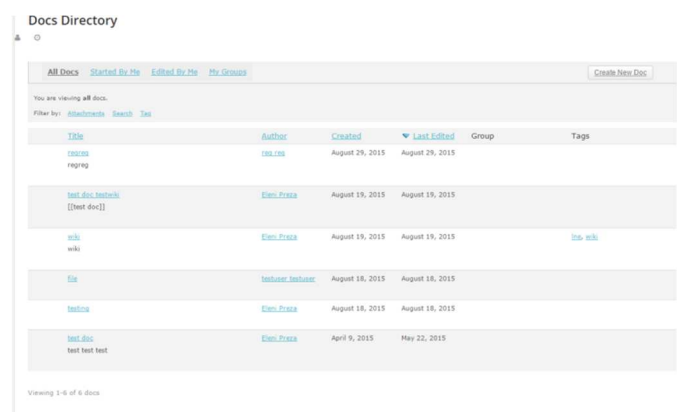 Docs Directory
All Docs Started By Me Edited By Me My Groups Create New Doc
You are viewing all docs.
Filter by: Attachments Search Tag
Title Author Created Last Edited Group Tags
regreg reg reg August 29, 2015 August 29, 2015
regreg
test doc testwiki Eleni Preza August 19, 2015 August 19, 2015
[[test doc]]
wiki Eleni Preza August 19, 2015 August 19, 2015 wiki
wiki
file testuser testuser August 18, 2015 August 18, 2015
testing Eleni Preza August 18, 2015 August 18, 2015
test doc Eleni Preza April 9, 2015 May 22, 2015
test test test
Viewing 1-6 of 6 docs